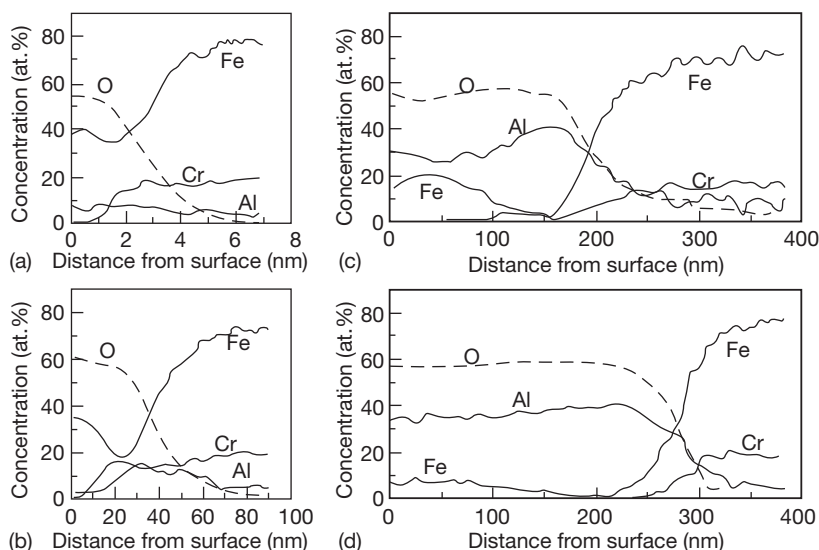 Concentration (at.%)
80
60
40
20
0
O
Fe
Cr
Al
0
2
4
6
8
(a) Distance from surface (nm)
Concentration (at.%)
80
60
40
20
0
O
Al
Fe
Fe
Cr
0
100
200
300
400
(c) Distance from surface (nm)
Concentration (at.%)
80
60
40
20
0
O
Fe
Cr
Al
0
20
40
60
80
100
(b) Distance from surface (nm)
Concentration (at.%)
80
60
40
20
0
O
Al
Fe
Fe
Cr
0
100
200
300
400
(d) Distance from surface (nm)